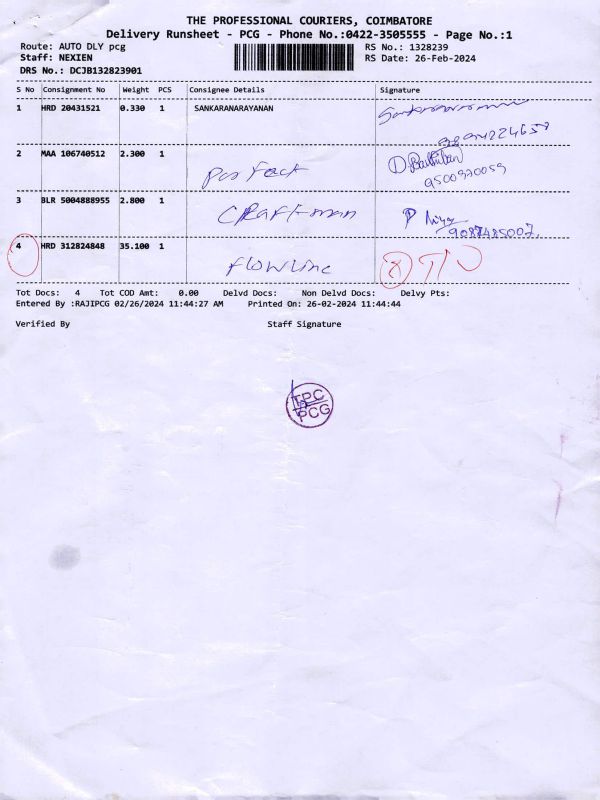 THE PROFESSIONAL COURIERS, COIMBATORE
Delivery Runsheet - PCG - Phone No.:0422-3505555 - Page No.:1
Route: AUTO DLY pcg
RS No.: 1328239
Staff: NEXIEN
RS Date: 26-Feb-2024
DRS No.: DCJB132823901
S No Consignment No Weight PCS Consignee Details Signature
1 HRD 20431521 0.330 1 SANKARANARAYANAN
2 MAA 106740512 2.300 1 Perfect
9500970059
3 BLR 5004888955 2.800 1 CRaftman
9087485007.
4 HRD 312824848 35.100 1 flowline
Tot Docs: 4 Tot COD Amt: 0.00 Delvd Docs: Non Delvd Docs: Delvy Pts:
Entered By :RAJIPCG 02/26/2024 11:44:27 AM Printed On: 26-02-2024 11:44:44
Verified By Staff Signature
TPC
PCG